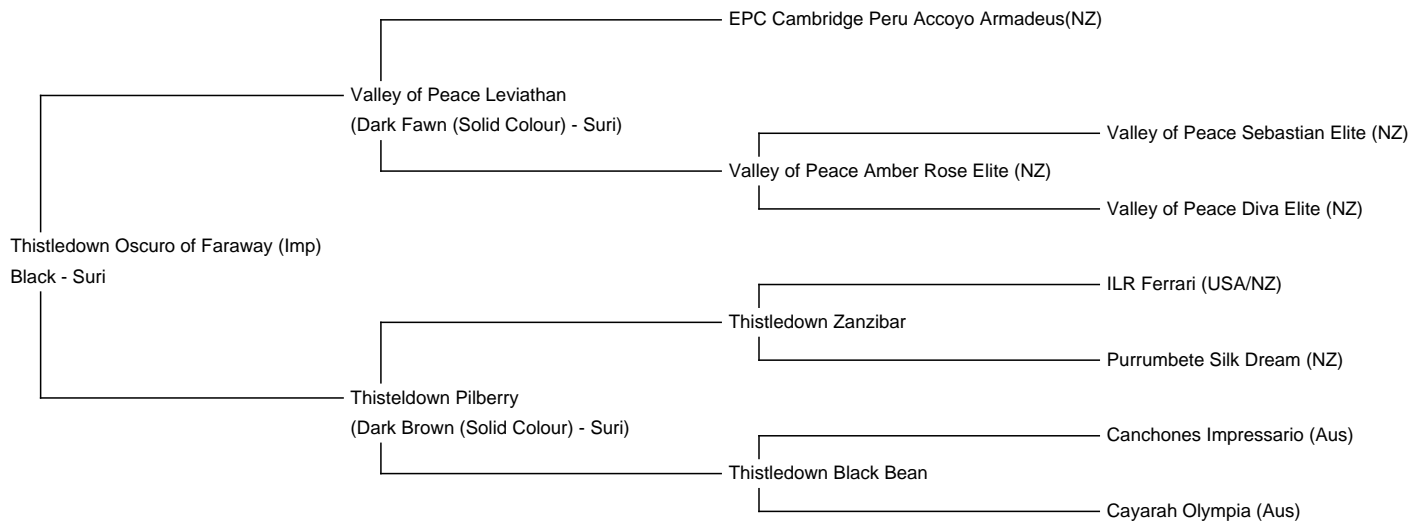 EPC Cambridge Peru Accoyo Armadeus(NZ)
Valley of Peace Leviathan
(Dark Fawn (Solid Colour) - Suri)
Valley of Peace Sebastian Elite (NZ)
Valley of Peace Amber Rose Elite (NZ)
Valley of Peace Diva Elite (NZ)
Thistledown Oscuro of Faraway (Imp)
Black - Suri
ILR Ferrari (USA/NZ)
Thistledown Zanzibar
Purrumbete Silk Dream (NZ)
Thisteldown Pilberry
(Dark Brown (Solid Colour) - Suri)
Canchones Impressario (Aus)
Thistledown Black Bean
Cayarah Olympia (Aus)